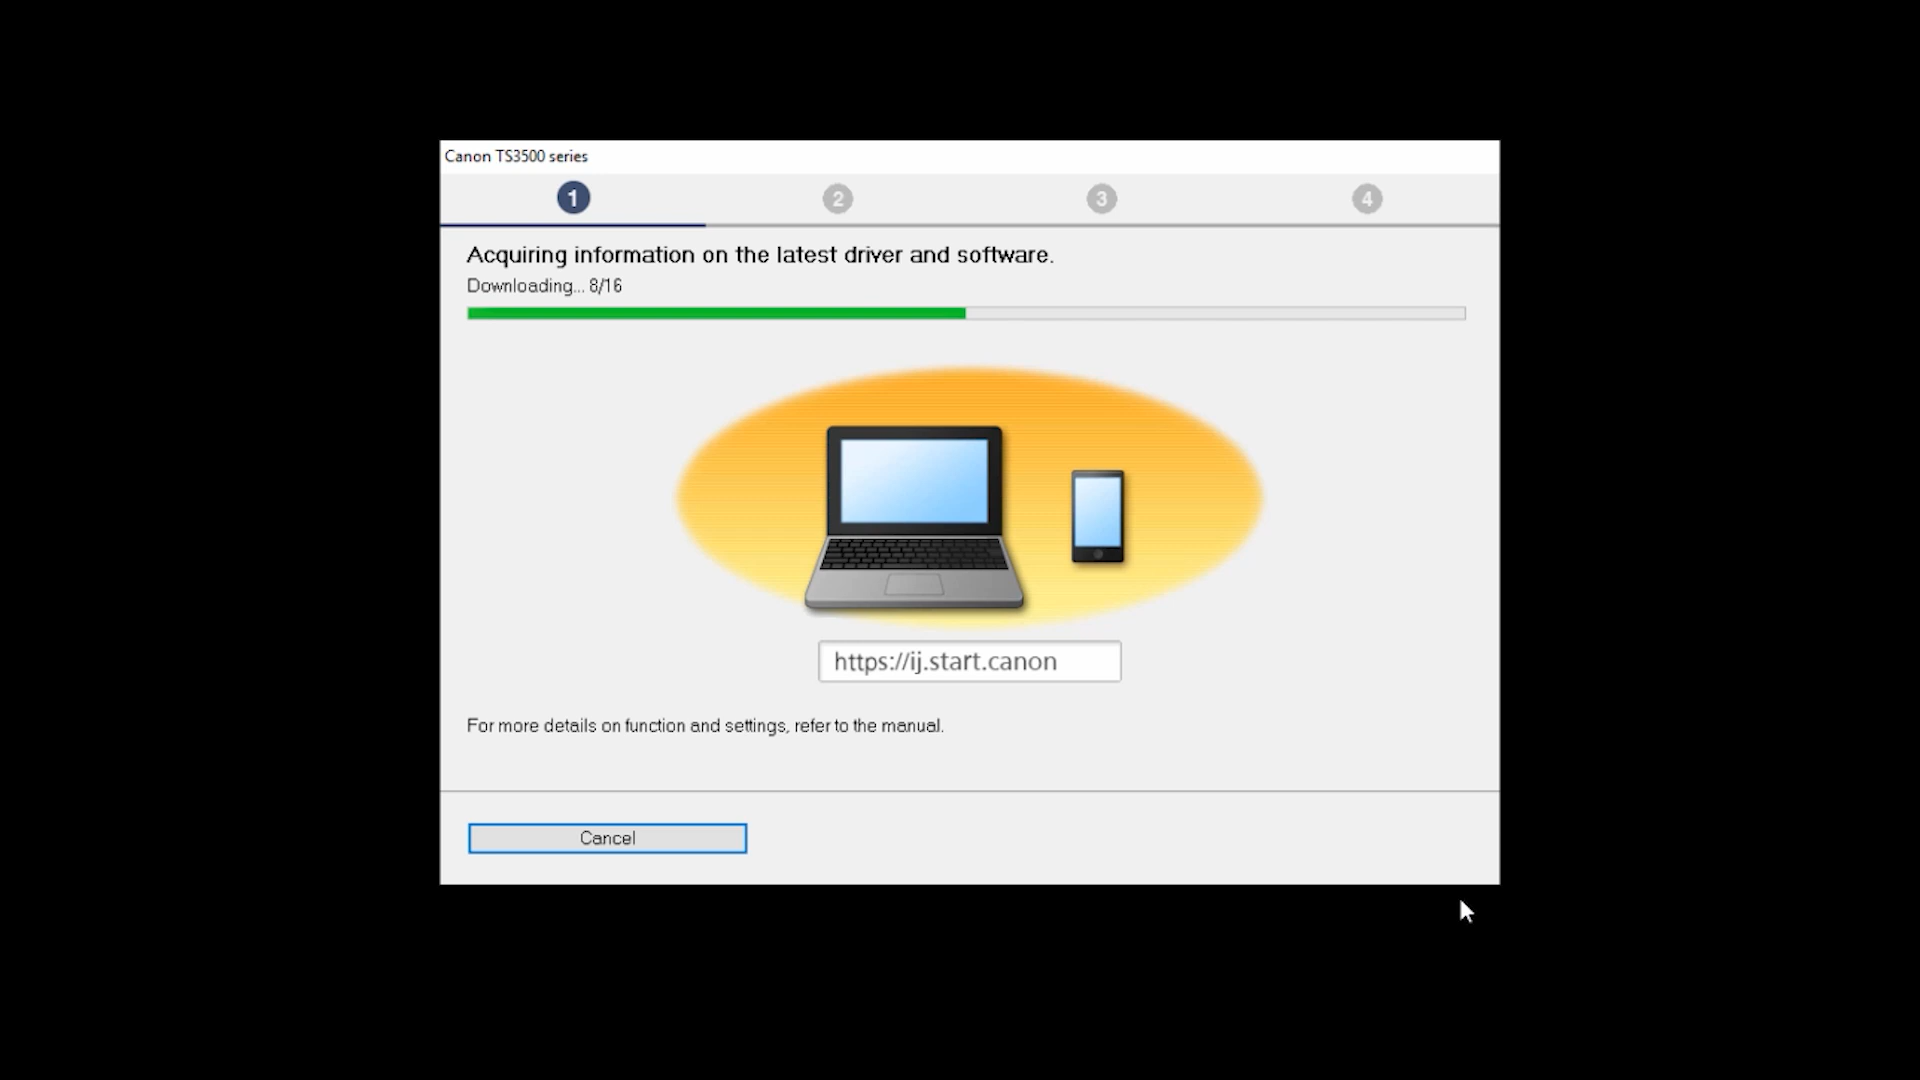 Canon TS3500 series
1
2
3
4
Acquiring information on the latest driver and software.
Downloading... 8/16
https://ij.start.canon
For more details on function and settings, refer to the manual.
Cancel